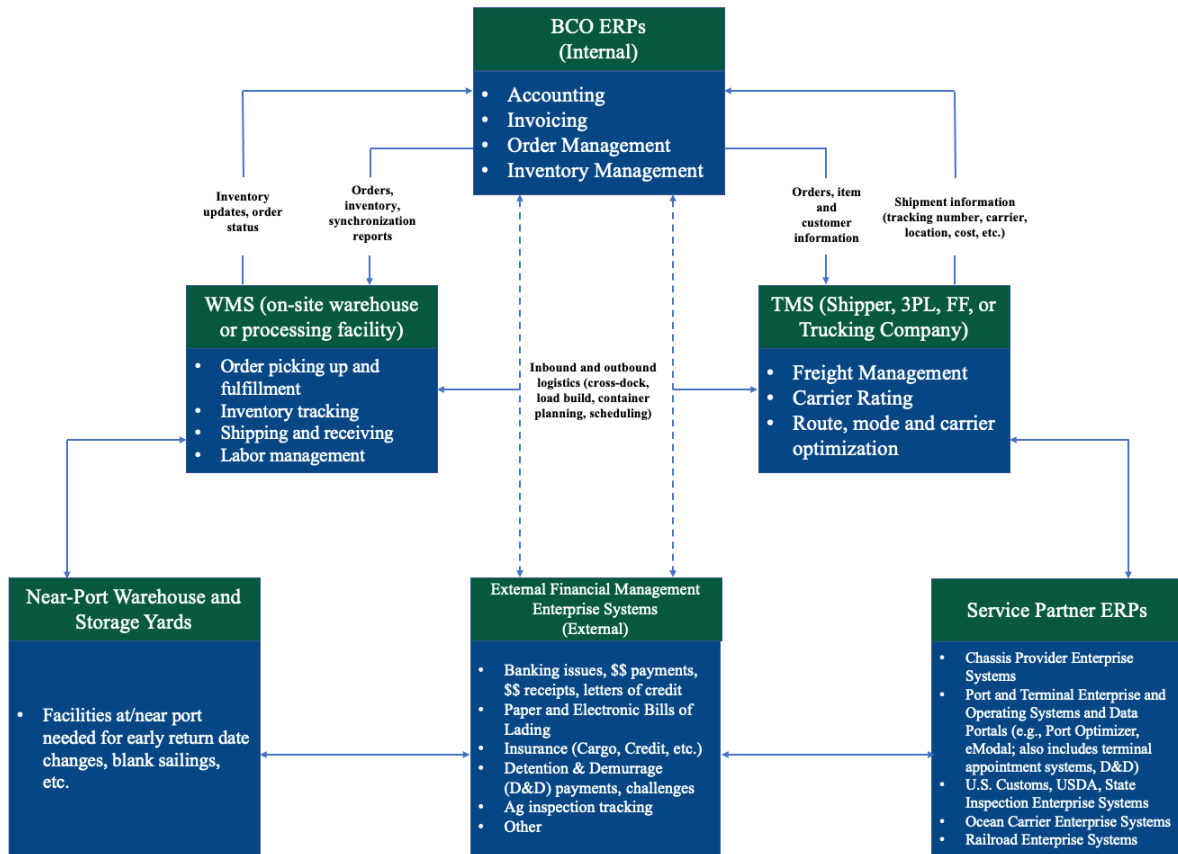 BCO ERPs
(Internal)
• Accounting
• Invoicing
• Order Management
• Inventory Management
Inventory
updates, order
status
Orders,
inventory,
synchronization
reports
Orders, item
and
customer
information
Shipment information
(tracking number, carrier,
location, cost, etc.)
WMS (on-site warehouse
or processing facility)
• Order picking up and
fulfillment
• Inventory tracking
• Shipping and receiving
• Labor management
Inbound and outbound
logistics (cross-dock,
load build, container
planning, scheduling)
TMS (Shipper, 3PL, FF, or
Trucking Company)
• Freight Management
• Carrier Rating
• Route, mode and carrier
optimization
Near-Port Warehouse and
Storage Yards
• Facilities at/near port
needed for early return date
changes, blank sailings,
etc.
External Financial Management
Enterprise Systems
(External)
• Banking issues, $$ payments,
$$ receipts, letters of credit
• Paper and Electronic Bills of
Lading
• Insurance (Cargo, Credit, etc.)
• Detention & Demurrage
(D&D) payments, challenges
• Ag inspection tracking
• Other
Service Partner ERPs
• Chassis Provider Enterprise
Systems
• Port and Terminal Enterprise and
Operating Systems and Data
Portals (e.g., Port Optimizer,
eModal; also includes terminal
appointment systems, D&D)
• U.S. Customs, USDA, State
Inspection Enterprise Systems
• Ocean Carrier Enterprise Systems
• Railroad Enterprise Systems